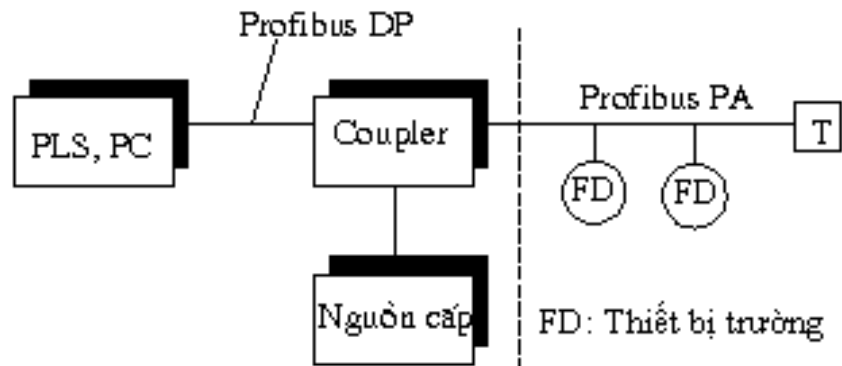 Profibus DP
PLS, PC
Coupler
Profibus PA
T
FD
FD
Nguồn cấp
FD: Thiết bị trường